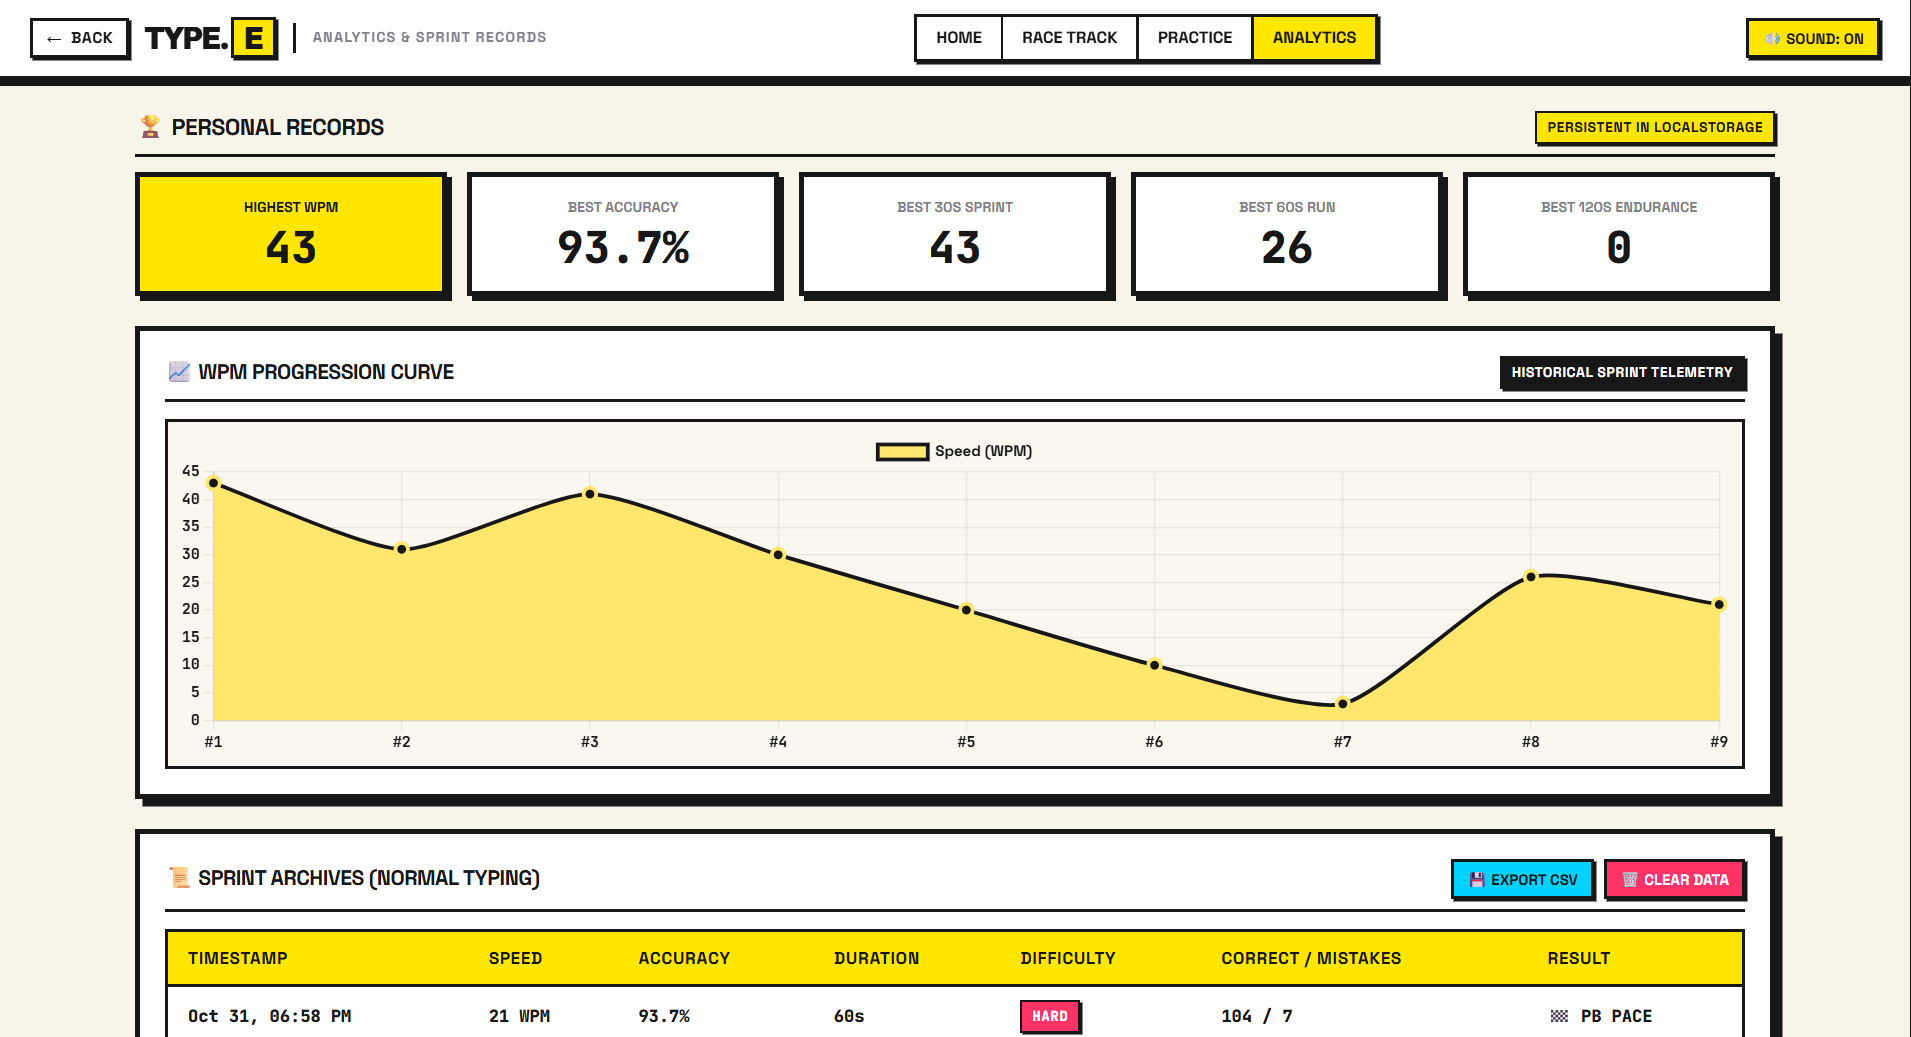 ← BACK TYPE. E ANALYTICS & SPRINT RECORDS HOME RACE TRACK PRACTICE ANALYTICS SOUND: ON
PERSONAL RECORDS PERSISTENT IN LOCALSTORAGE
HIGHEST WPM BEST ACCURACY BEST 30S SPRINT BEST 60S RUN BEST 120S ENDURANCE
43 93.7% 43 26 0
WPM PROGRESSION CURVE HISTORICAL SPRINT TELEMETRY
Speed (WPM)
45
40
35
30
25
20
15
10
5
0
#1 #2 #3 #4 #5 #6 #7 #8 #9
SPRINT ARCHIVES (NORMAL TYPING) EXPORT CSV CLEAR DATA
TIMESTAMP SPEED ACCURACY DURATION DIFFICULTY CORRECT / MISTAKES RESULT
Oct 31, 06:58 PM 21 WPM 93.7% 60s HARD 104 / 7 PB PACE